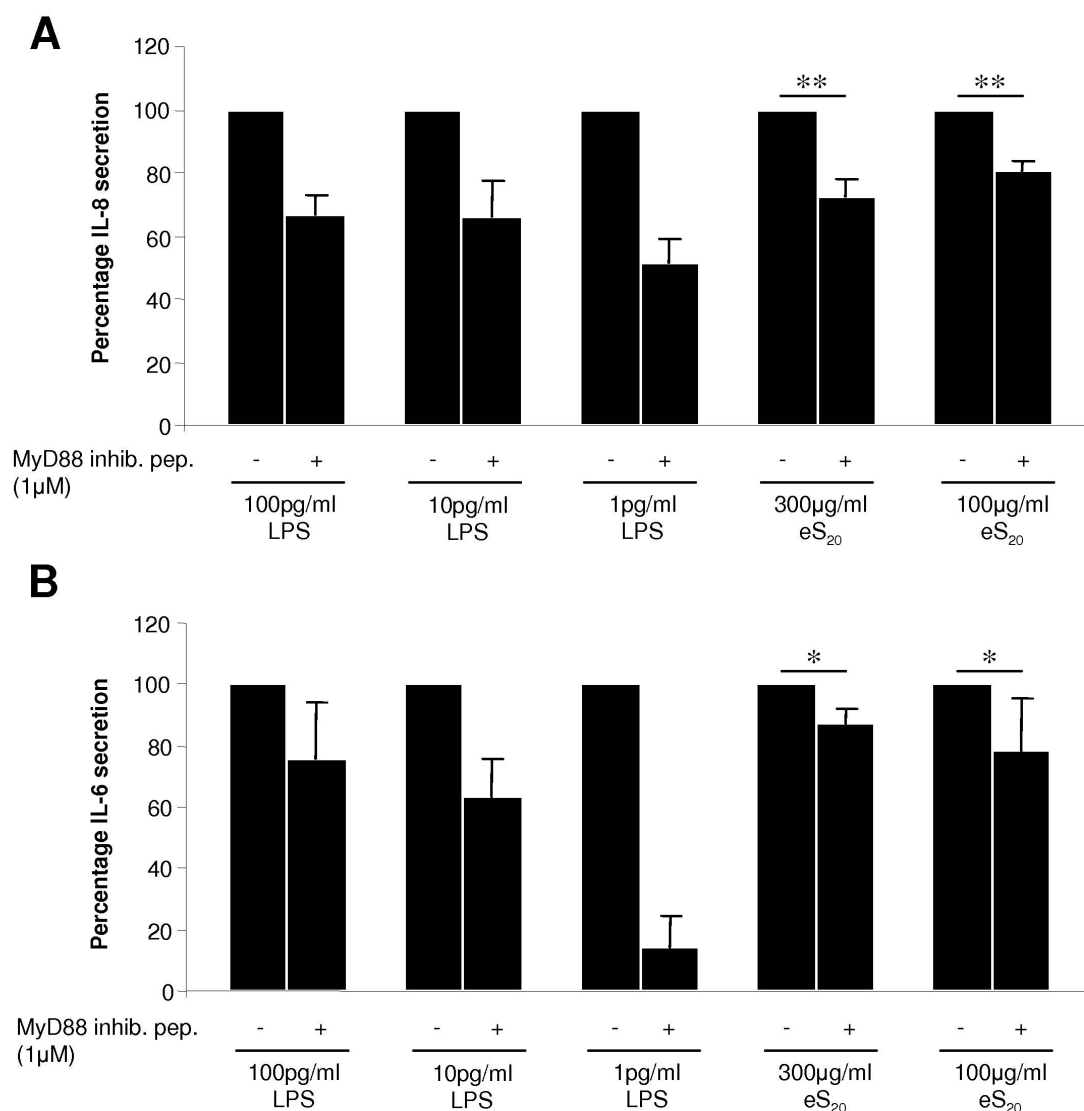 A
120
100
80
60
40
20
0
Percentage IL-8 secretion
** **
MyD88 inhib. pep. - + - + - + - + - +
(1µM)
100pg/ml 10pg/ml 1pg/ml 300µg/ml 100µg/ml
LPS LPS LPS eS₂₀ eS₂₀
B
120
100
80
60
40
20
0
Percentage IL-6 secretion
* *
MyD88 inhib. pep. - + - + - + - + - +
(1µM)
100pg/ml 10pg/ml 1pg/ml 300µg/ml 100µg/ml
LPS LPS LPS eS₂₀ eS₂₀